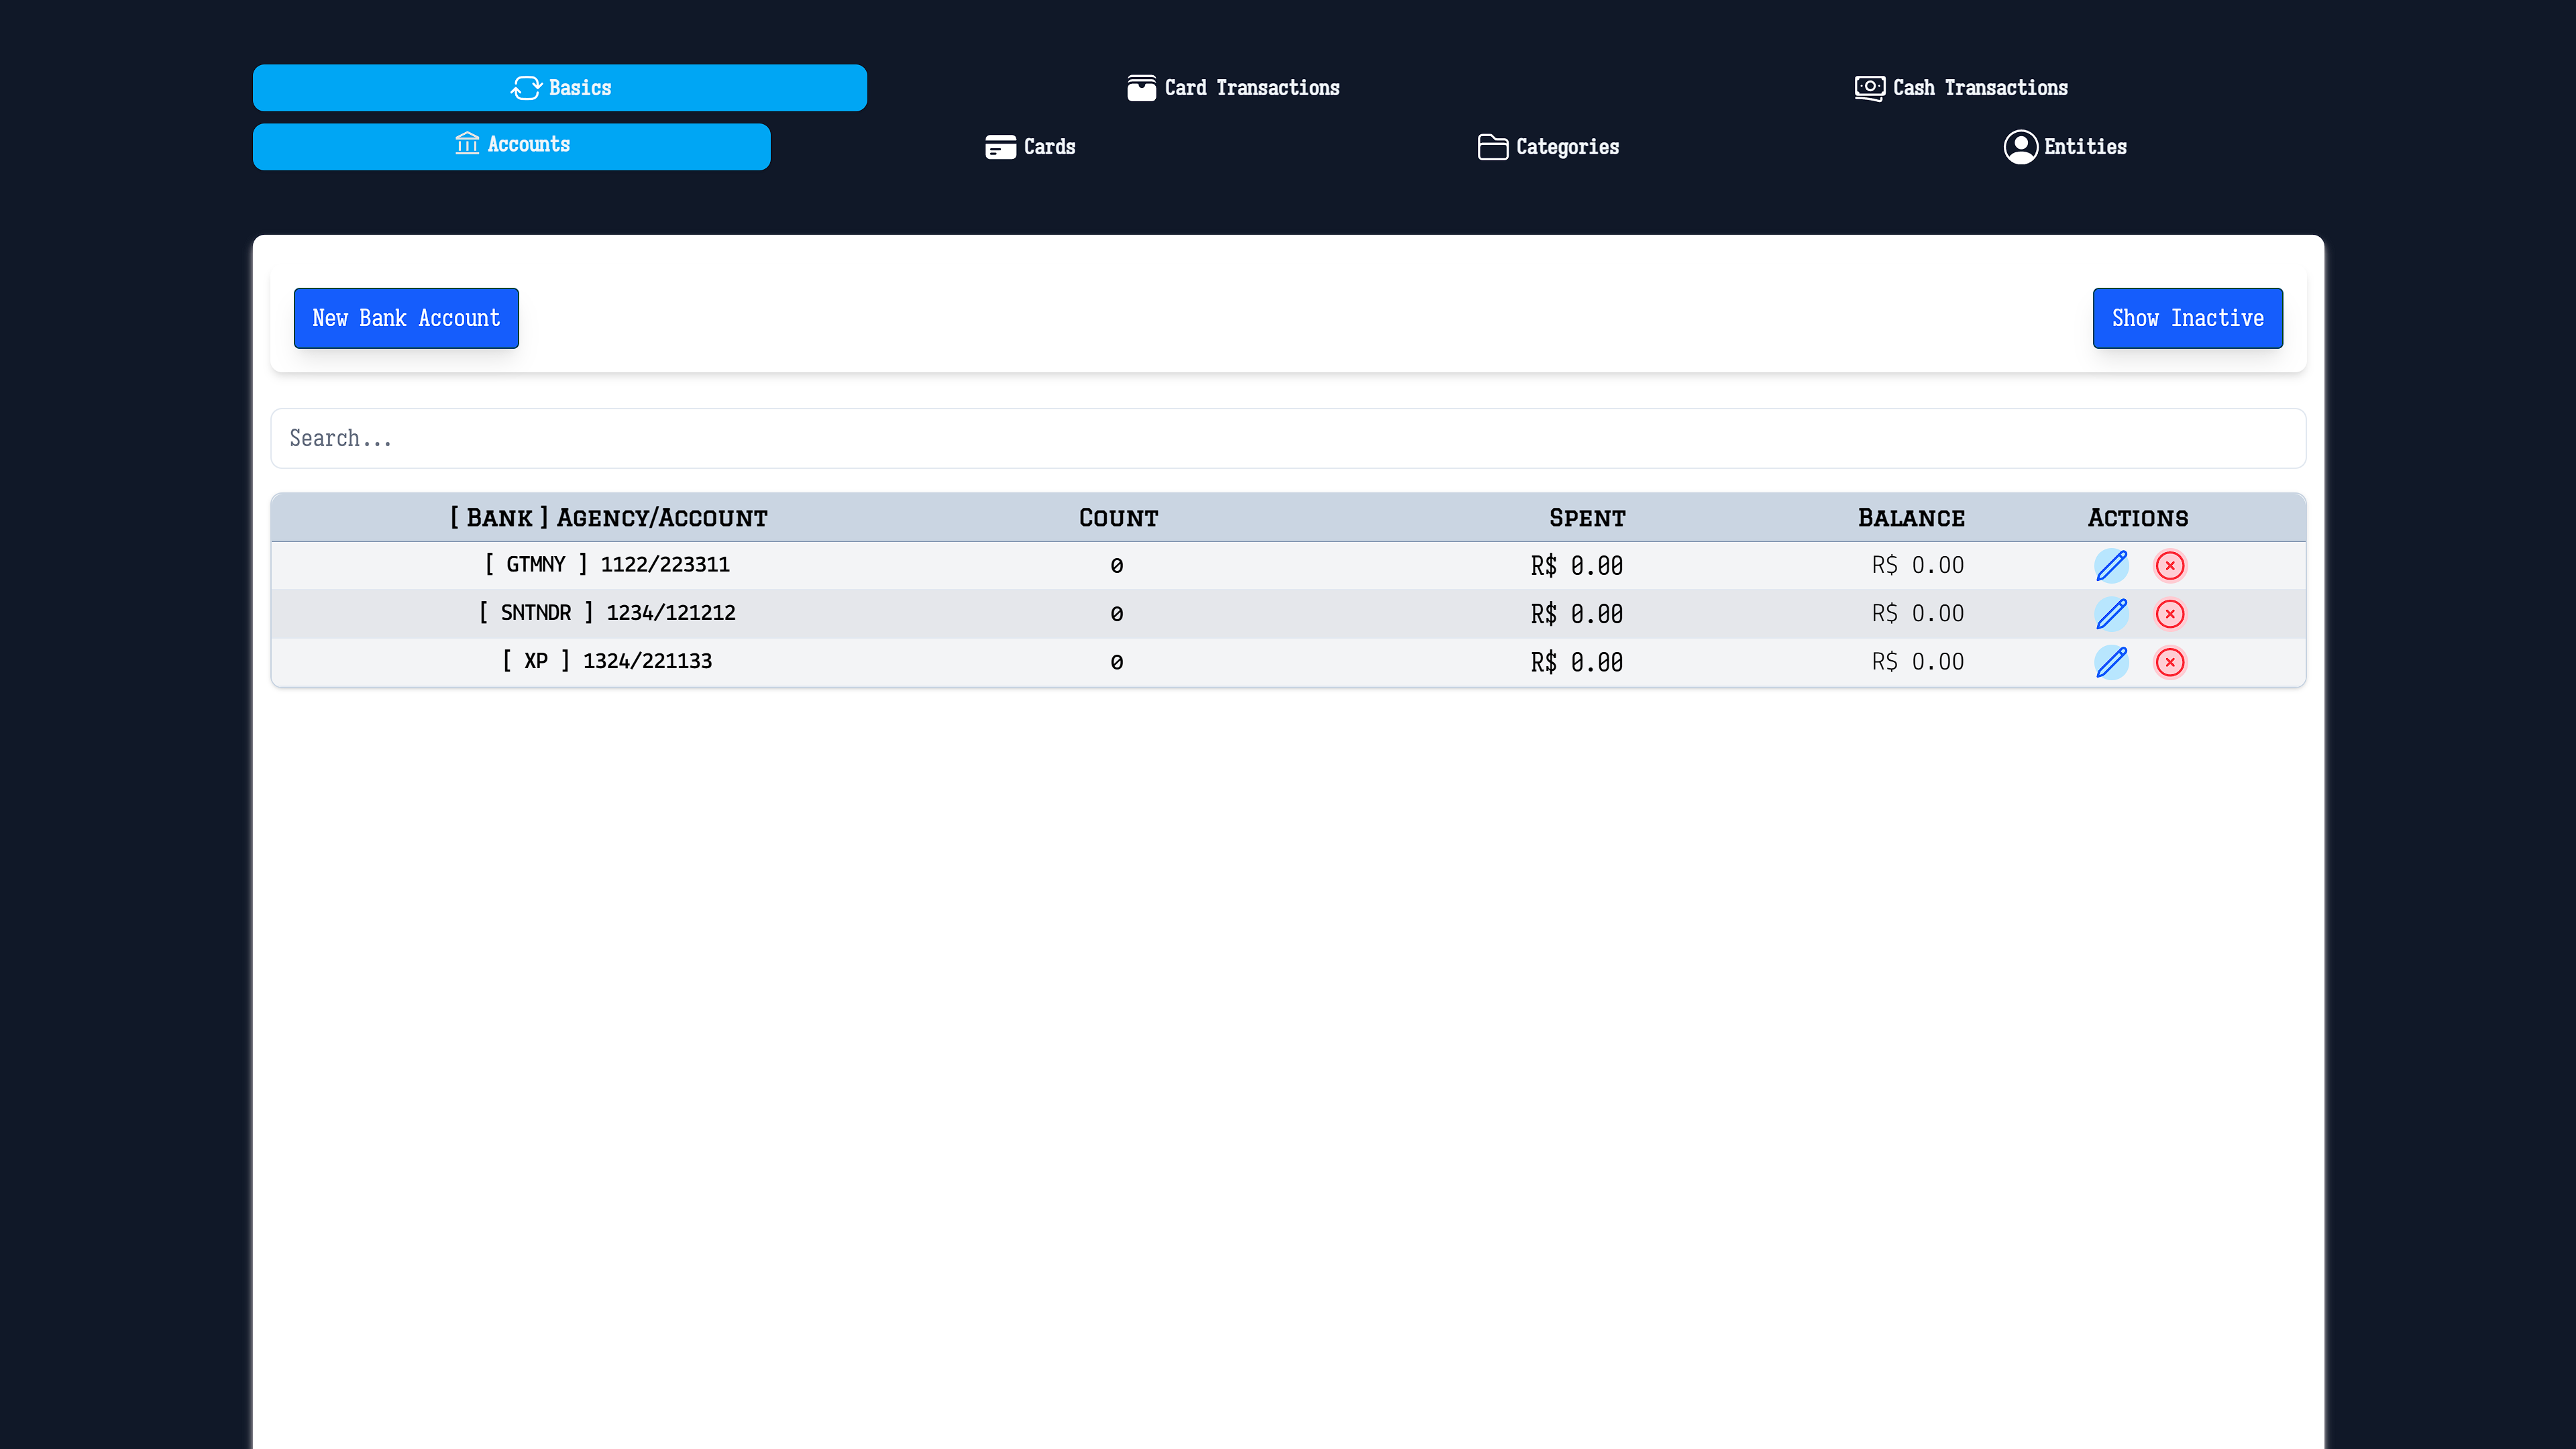 Basics Card Transactions Cash Transactions
Accounts Cards Categories Entities
New Bank Account Show Inactive
Search...
[ Bank ] Agency/Account Count Spent Balance Actions
[ GTMNY ] 1122/223311 0 R$ 0.00 R$ 0.00
[ SNTNDR ] 1234/121212 0 R$ 0.00 R$ 0.00
[ XP ] 1324/221133 0 R$ 0.00 R$ 0.00